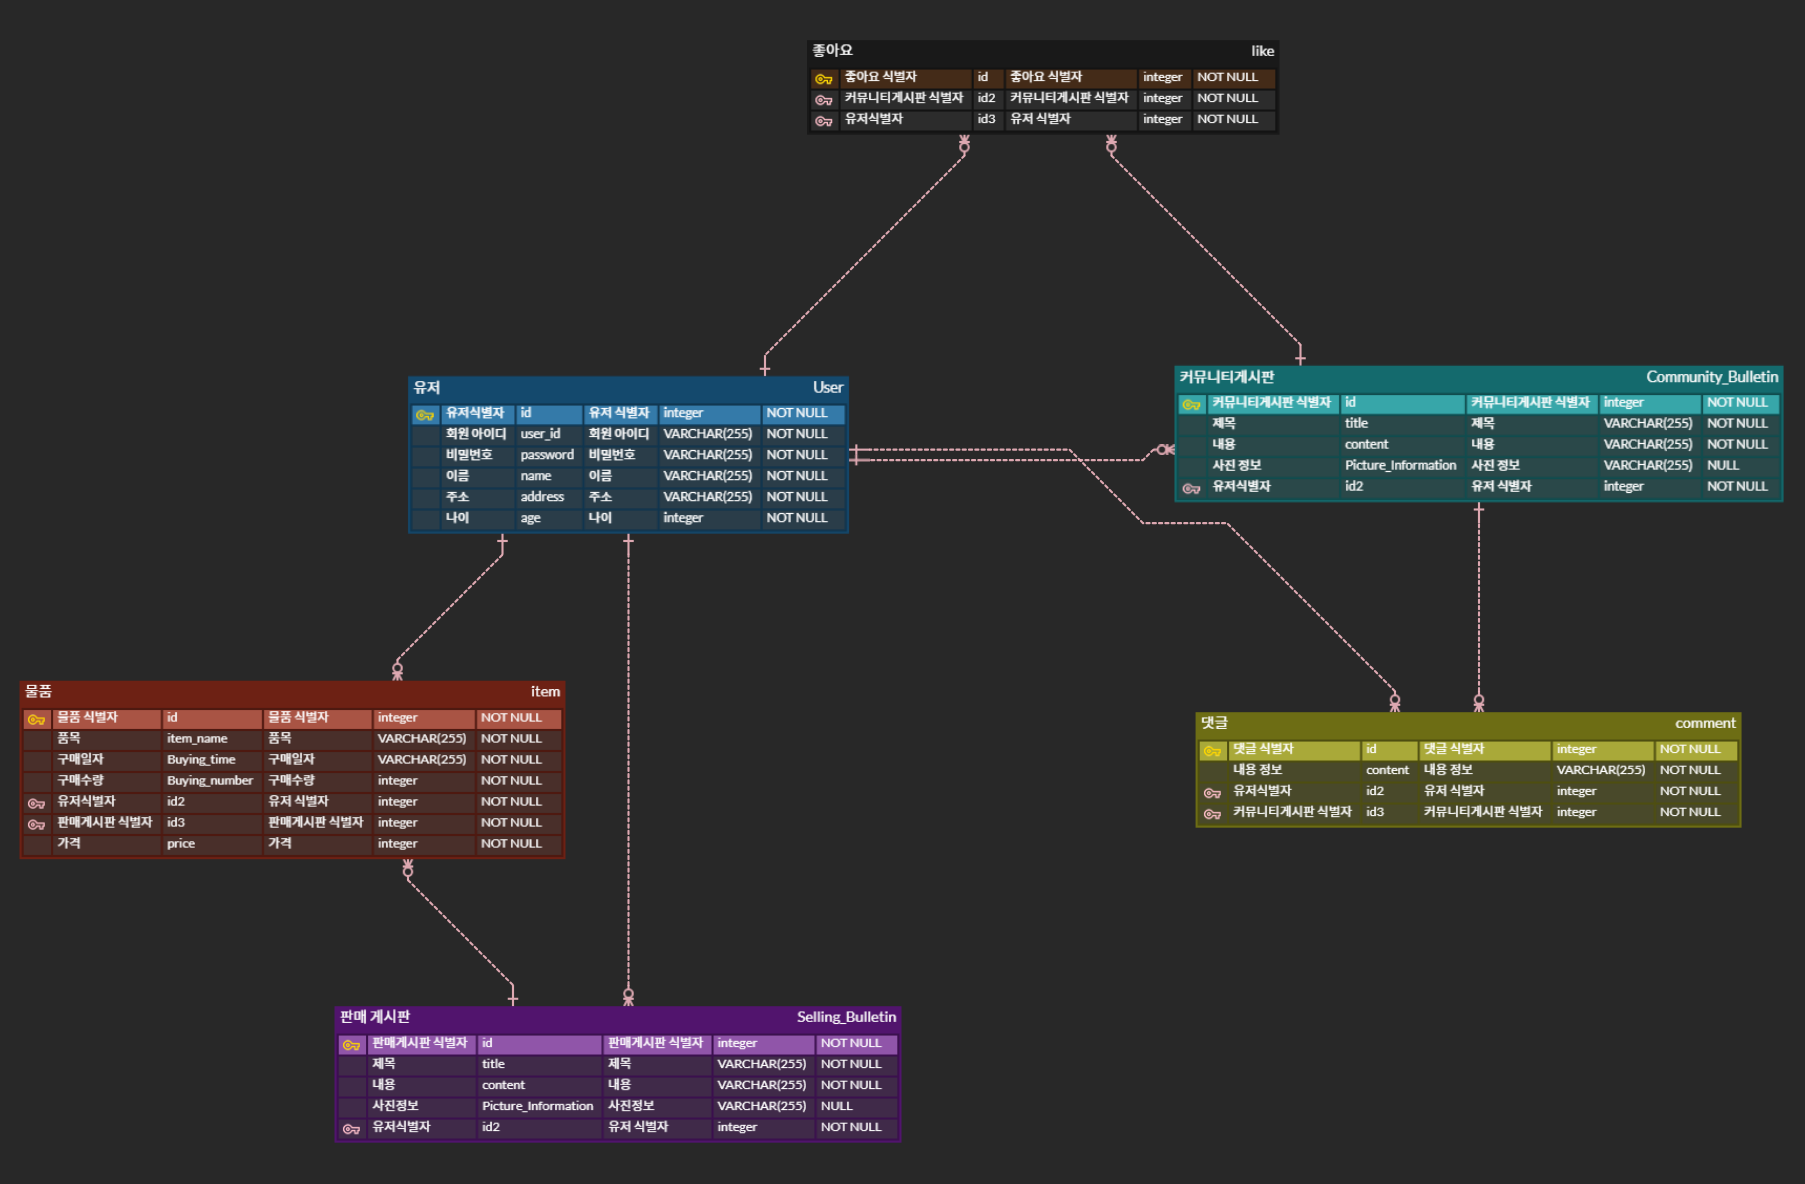 좋아요 like
좋아요 식별자 id 좋아요 식별자 integer NOT NULL
커뮤니티게시판 식별자 id2 커뮤니티게시판 식별자 integer NOT NULL
유저식별자 id3 유저 식별자 integer NOT NULL
유저 User
유저식별자 id 유저 식별자 integer NOT NULL
회원 아이디 user_id 회원 아이디 VARCHAR(255) NOT NULL
비밀번호 password 비밀번호 VARCHAR(255) NOT NULL
이름 name 이름 VARCHAR(255) NOT NULL
주소 address 주소 VARCHAR(255) NOT NULL
나이 age 나이 integer NOT NULL
커뮤니티게시판 Community_Bulletin
커뮤니티게시판 식별자 id 커뮤니티게시판 식별자 integer NOT NULL
제목 title 제목 VARCHAR(255) NOT NULL
내용 content 내용 VARCHAR(255) NOT NULL
사진 정보 Picture_Information 사진 정보 VARCHAR(255) NULL
유저식별자 id2 유저 식별자 integer NOT NULL
물품 item
물품 식별자 id 물품 식별자 integer NOT NULL
품목 item_name 품목 VARCHAR(255) NOT NULL
구매일자 Buying_time 구매일자 VARCHAR(255) NOT NULL
구매수량 Buying_number 구매수량 integer NOT NULL
유저식별자 id2 유저 식별자 integer NOT NULL
판매게시판 식별자 id3 판매게시판 식별자 integer NOT NULL
가격 price 가격 integer NOT NULL
댓글 comment
댓글 식별자 id 댓글 식별자 integer NOT NULL
내용 정보 content 내용 정보 VARCHAR(255) NOT NULL
유저식별자 id2 유저 식별자 integer NOT NULL
커뮤니티게시판 식별자 id3 커뮤니티게시판 식별자 integer NOT NULL
판매 게시판 Selling_Bulletin
판매게시판 식별자 id 판매게시판 식별자 integer NOT NULL
제목 title 제목 VARCHAR(255) NOT NULL
내용 content 내용 VARCHAR(255) NOT NULL
사진정보 Picture_Information 사진정보 VARCHAR(255) NULL
유저식별자 id2 유저 식별자 integer NOT NULL